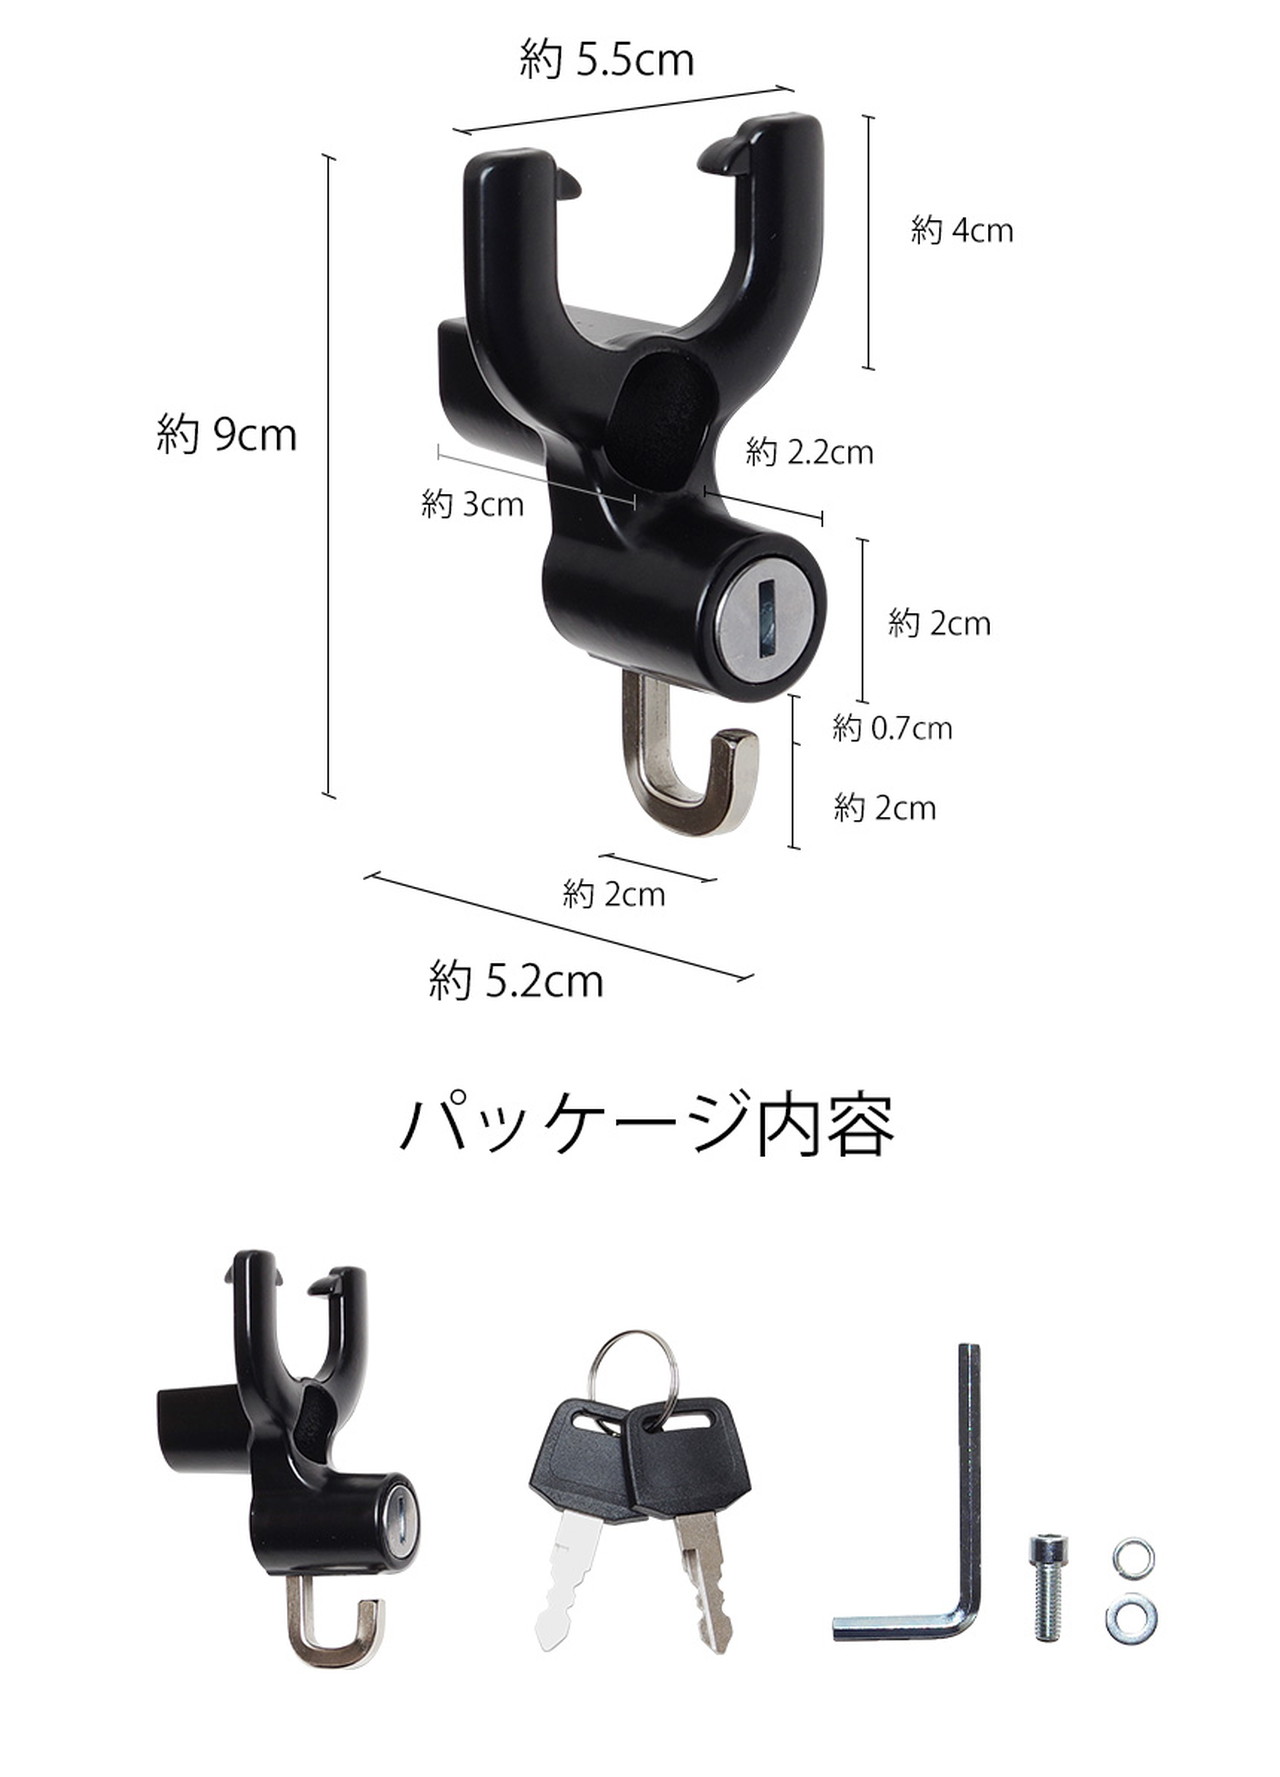 約 5.5cm
約 4cm
約 9cm
約 2.2cm
約 3cm
約 2cm
約 0.7cm
約 2cm
約 2cm
約 5.2cm
パッケージ内容